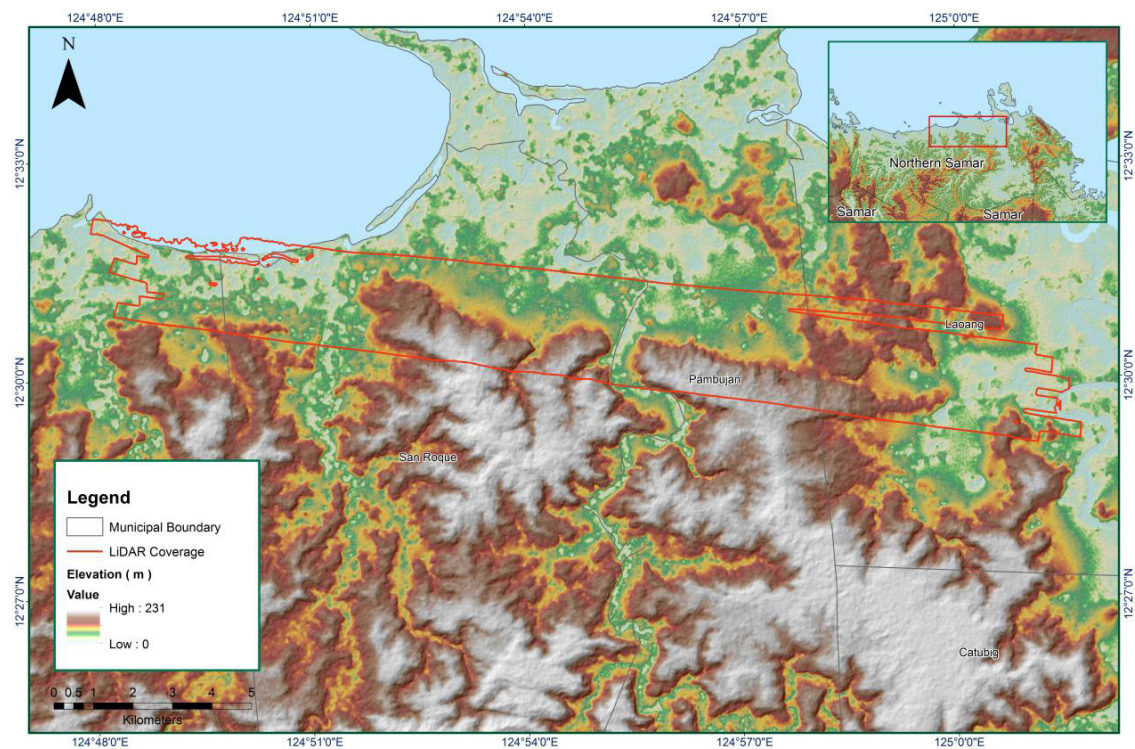 124°48'0"E 124°51'0"E 124°54'0"E 124°57'0"E 125°0'0"E
N
12°33'0"N
12°33'0"N
Northern Samar
Samar
Samar
Laoang
12°30'0"N
12°30'0"N
Pambujan
San Roque
Legend
Municipal Boundary
LiDAR Coverage
Elevation ( m )
Value
High : 231
Low : 0
12°27'0"N
12°27'0"N
Catubig
0 0.5 1 2 3 4 5
Kilometers
124°48'0"E 124°51'0"E 124°54'0"E 124°57'0"E 125°0'0"E